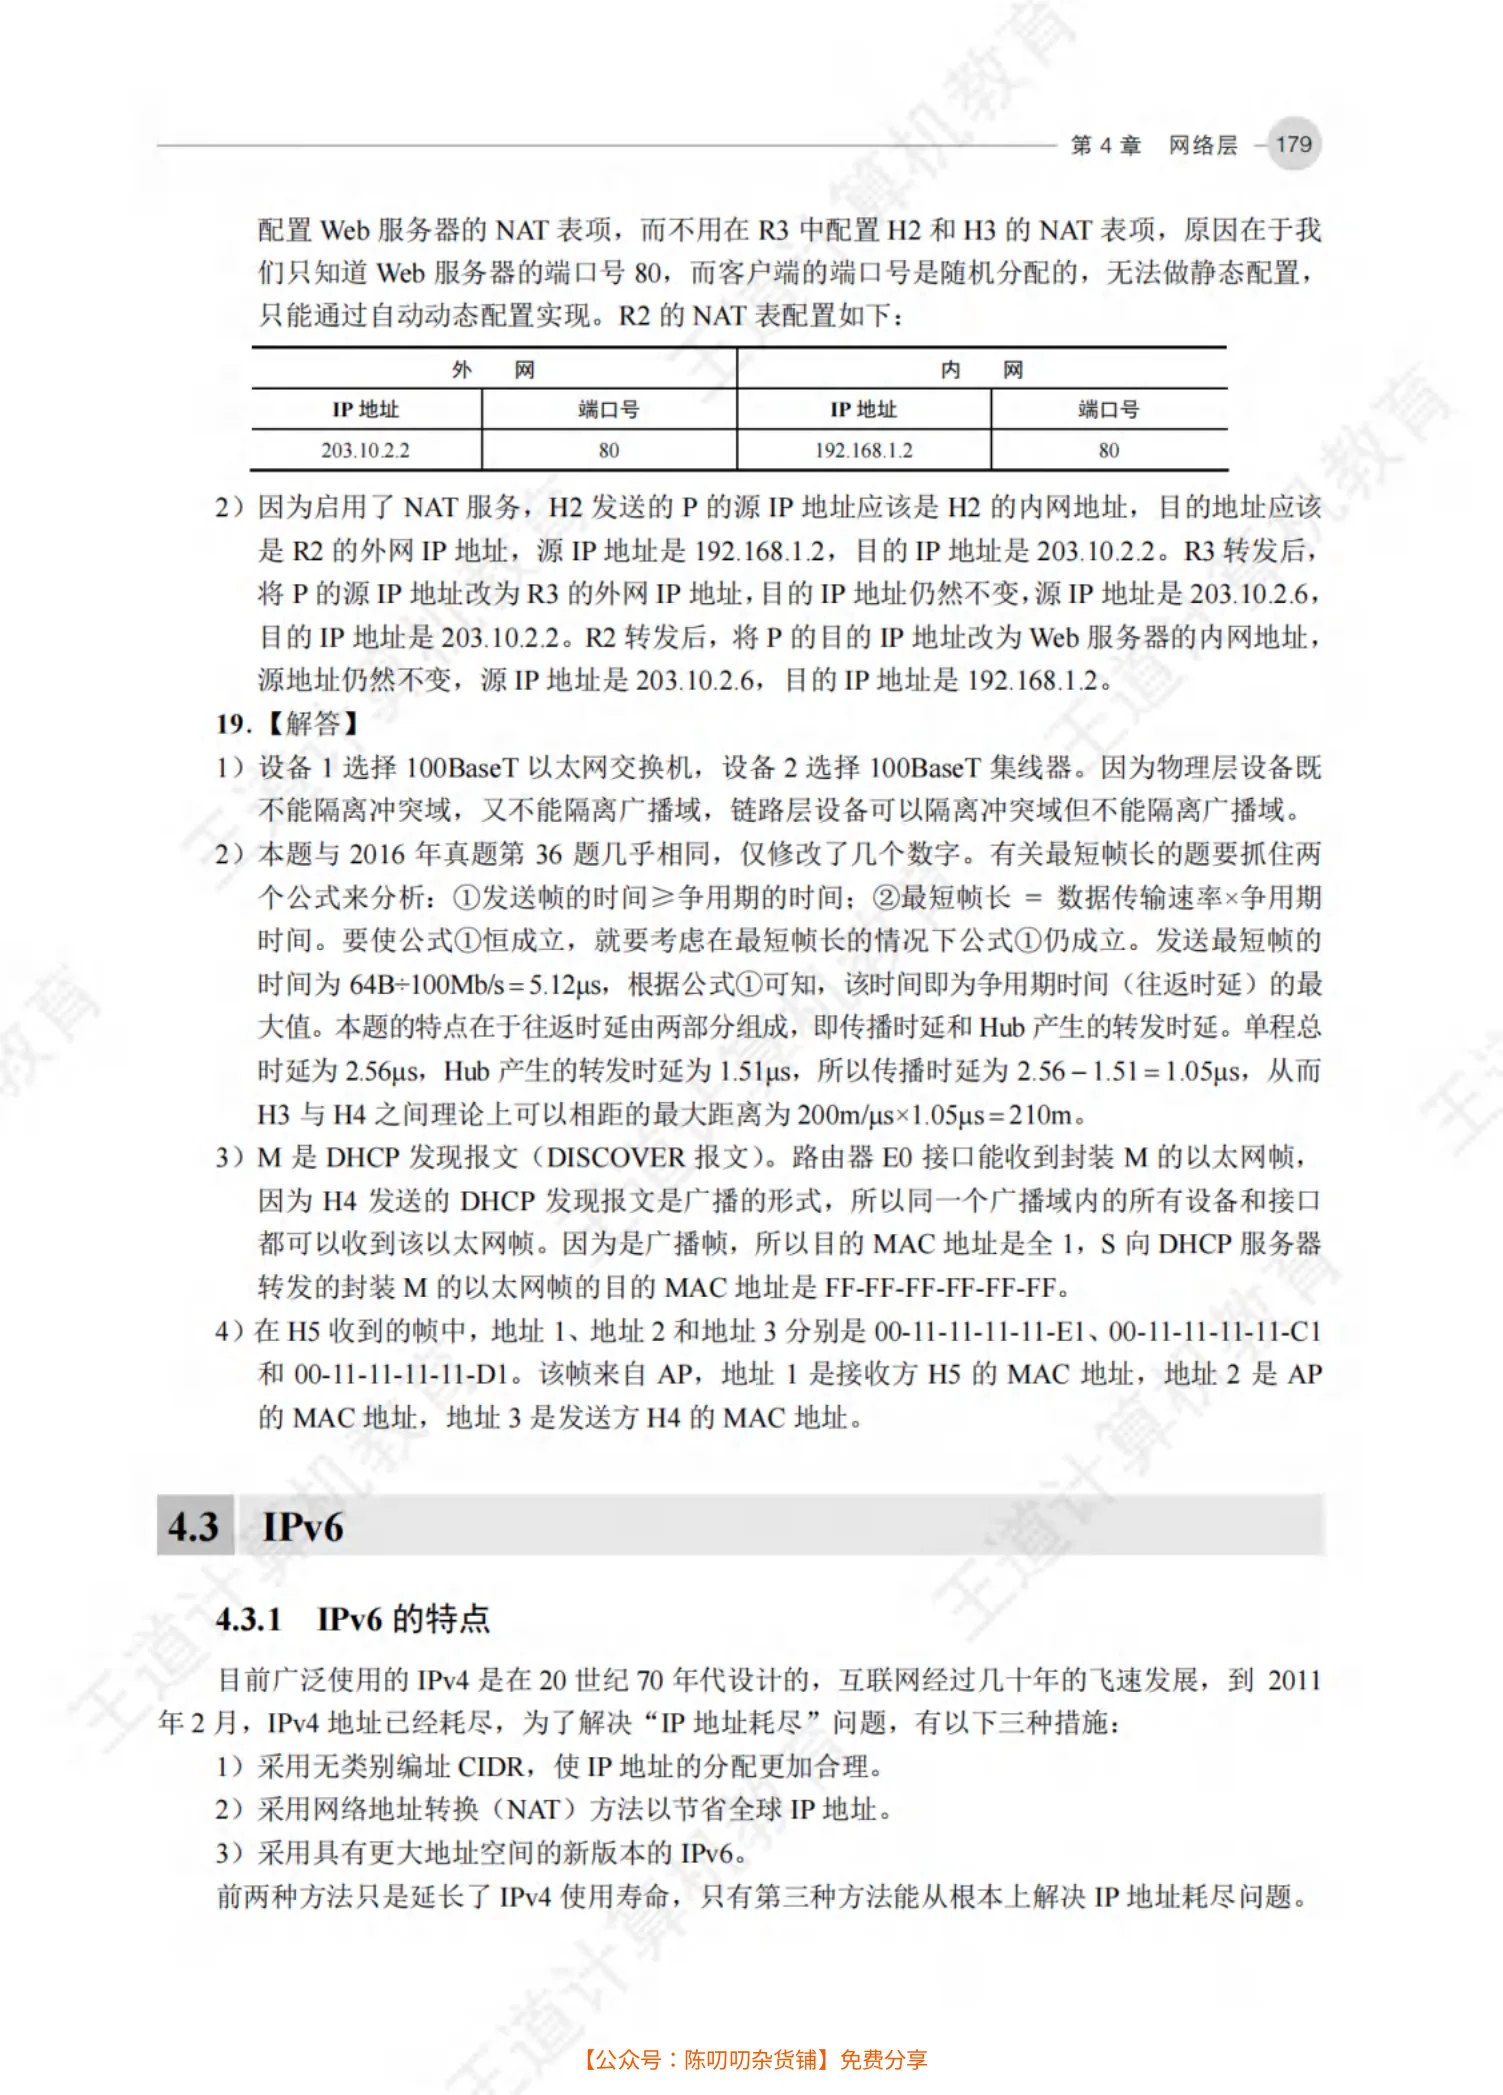 第 4 章 网络层 179
配置 Web 服务器的 NAT 表项，而不用在 R3 中配置 H2 和 H3 的 NAT 表项，原因在于我
们只知道 Web 服务器的端口号 80，而客户端的端口号是随机分配的，无法做静态配置，
只能通过自动动态配置实现。R2 的 NAT 表配置如下：
外 网 内 网
IP 地址 端口号 IP 地址 端口号
203.10.2.2 80 192.168.1.2 80
2）因为启用了 NAT 服务，H2 发送的 P 的源 IP 地址应该是 H2 的内网地址，目的地址应该
是 R2 的外网 IP 地址，源 IP 地址是 192.168.1.2，目的 IP 地址是 203.10.2.2。R3 转发后，
将 P 的源 IP 地址改为 R3 的外网 IP 地址，目的 IP 地址仍然不变，源 IP 地址是 203.10.2.6，
目的 IP 地址是 203.10.2.2。R2 转发后，将 P 的目的 IP 地址改为 Web 服务器的内网地址，
源地址仍然不变，源 IP 地址是 203.10.2.6，目的 IP 地址是 192.168.1.2。
19.【解答】
1）设备 1 选择 100BaseT 以太网交换机，设备 2 选择 100BaseT 集线器。因为物理层设备既
不能隔离冲突域，又不能隔离广播域，链路层设备可以隔离冲突域但不能隔离广播域。
2）本题与 2016 年真题第 36 题几乎相同，仅修改了几个数字。有关最短帧长的题要抓住两
个公式来分析：①发送帧的时间≥争用期的时间；②最短帧长 = 数据传输速率×争用期
时间。要使公式①恒成立，就要考虑在最短帧长的情况下公式①仍成立。发送最短帧的
时间为 64B÷100Mb/s = 5.12μs，根据公式①可知，该时间即为争用期时间（往返时延）的最
大值。本题的特点在于往返时延由两部分组成，即传播时延和 Hub 产生的转发时延。单程总
时延为 2.56μs，Hub 产生的转发时延为 1.51μs，所以传播时延为 2.56 – 1.51 = 1.05μs，从而
H3 与 H4 之间理论上可以相距的最大距离为 200m/μs×1.05μs = 210m。
3）M 是 DHCP 发现报文（DISCOVER 报文）。路由器 E0 接口能收到封装 M 的以太网帧，
因为 H4 发送的 DHCP 发现报文是广播的形式，所以同一个广播域内的所有设备和接口
都可以收到该以太网帧。因为是广播帧，所以目的 MAC 地址是全 1，S 向 DHCP 服务器
转发的封装 M 的以太网帧的目的 MAC 地址是 FF-FF-FF-FF-FF-FF。
4）在 H5 收到的帧中，地址 1、地址 2 和地址 3 分别是 00-11-11-11-11-E1、00-11-11-11-11-C1
和 00-11-11-11-11-D1。该帧来自 AP，地址 1 是接收方 H5 的 MAC 地址，地址 2 是 AP
的 MAC 地址，地址 3 是发送方 H4 的 MAC 地址。
4.3 IPv6
4.3.1 IPv6 的特点
目前广泛使用的 IPv4 是在 20 世纪 70 年代设计的，互联网经过几十年的飞速发展，到 2011
年 2 月，IPv4 地址已经耗尽，为了解决“IP 地址耗尽”问题，有以下三种措施：
1）采用无类别编址 CIDR，使 IP 地址的分配更加合理。
2）采用网络地址转换（NAT）方法以节省全球 IP 地址。
3）采用具有更大地址空间的新版本的 IPv6。
前两种方法只是延长了 IPv4 使用寿命，只有第三种方法能从根本上解决 IP 地址耗尽问题。
【公众号：陈叨叨杂货铺】免费分享